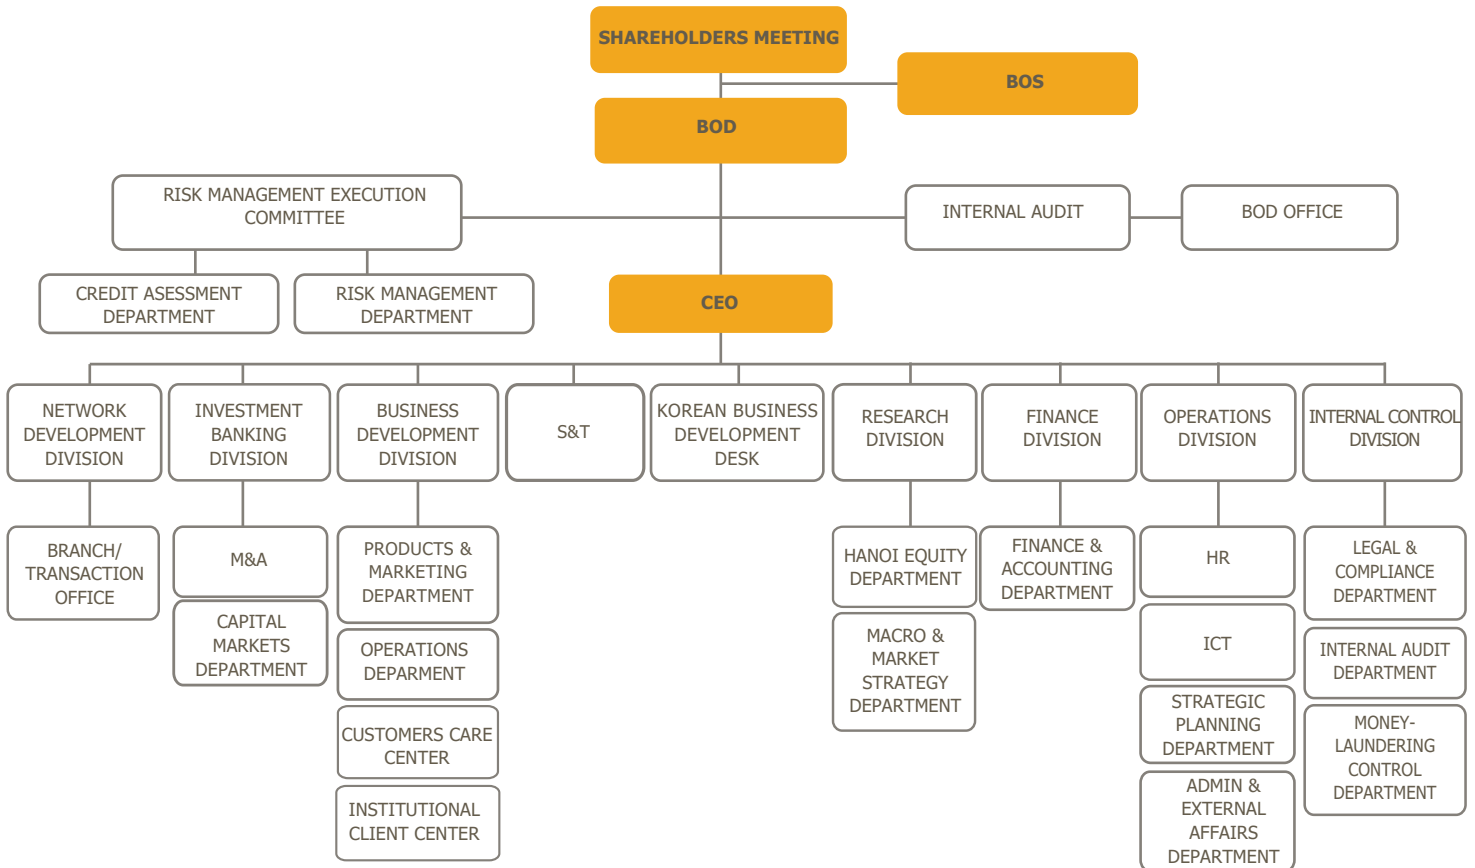 SHAREHOLDERS MEETING
BOS
BOD
RISK MANAGEMENT EXECUTION
COMMITTEE
INTERNAL AUDIT
BOD OFFICE
CREDIT ASESSMENT
DEPARTMENT
RISK MANAGEMENT
DEPARTMENT
CEO
NETWORK
DEVELOPMENT
DIVISION
INVESTMENT
BANKING
DIVISION
BUSINESS
DEVELOPMENT
DIVISION
S&T
KOREAN BUSINESS
DEVELOPMENT
DESK
RESEARCH
DIVISION
FINANCE
DIVISION
OPERATIONS
DIVISION
INTERNAL CONTROL
DIVISION
BRANCH/
TRANSACTION
OFFICE
M&A
CAPITAL
MARKETS
DEPARTMENT
PRODUCTS &
MARKETING
DEPARTMENT
OPERATIONS
DEPARMENT
CUSTOMERS CARE
CENTER
INSTITUTIONAL
CLIENT CENTER
HANOI EQUITY
DEPARTMENT
MACRO &
MARKET
STRATEGY
DEPARTMENT
FINANCE &
ACCOUNTING
DEPARTMENT
HR
ICT
STRATEGIC
PLANNING
DEPARTMENT
ADMIN &
EXTERNAL
AFFAIRS
DEPARTMENT
LEGAL &
COMPLIANCE
DEPARTMENT
INTERNAL AUDIT
DEPARTMENT
MONEY-
LAUNDERING
CONTROL
DEPARTMENT